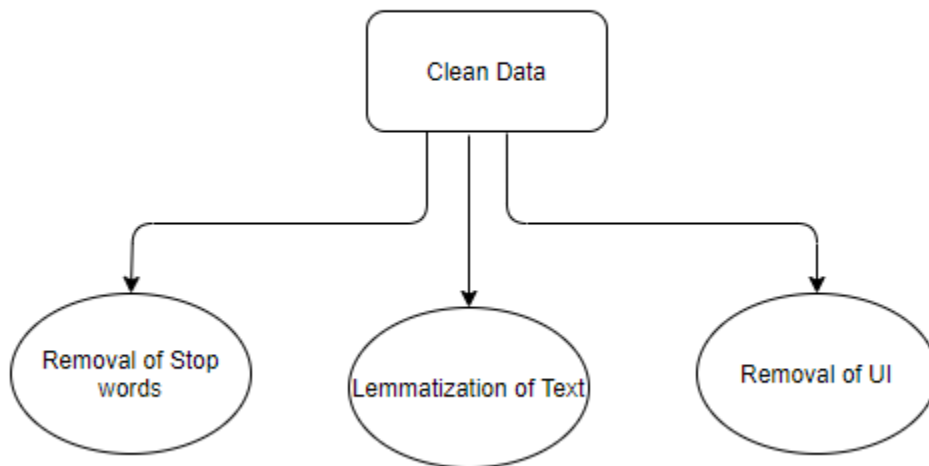 Clean Data
Removal of Stop
words
Lemmatization of Text
Removal of UI